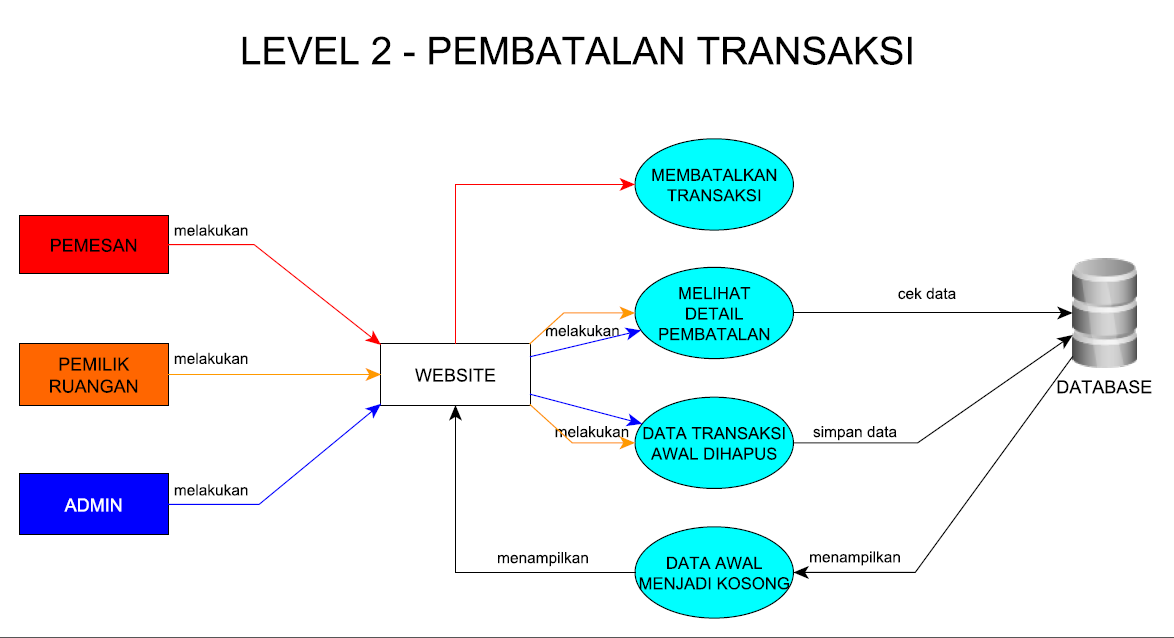 LEVEL 2 - PEMBATALAN TRANSAKSI
MEMBATALKAN
TRANSAKSI
PEMESAN
melakukan
MELIHAT
DETAIL
PEMBATALAN
melakukan
cek data
PEMILIK
RUANGAN
melakukan
WEBSITE
DATABASE
melakukan
DATA TRANSAKSI
AWAL DIHAPUS
simpan data
ADMIN
melakukan
menampilkan
DATA AWAL
MENJADI KOSONG
menampilkan